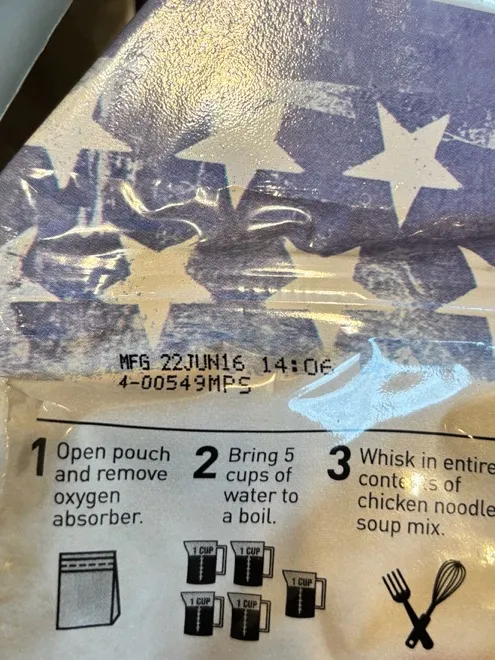 MFG 22JUN16 14:06
4-00549MPS
1 Open pouch
and remove
oxygen
absorber.
2 Bring 5
cups of
water to
a boil.
3 Whisk in entire
of
chicken noodle
soup mix.
1 CUP
1 CUP
1 CUP
1 CUP
1 CUP